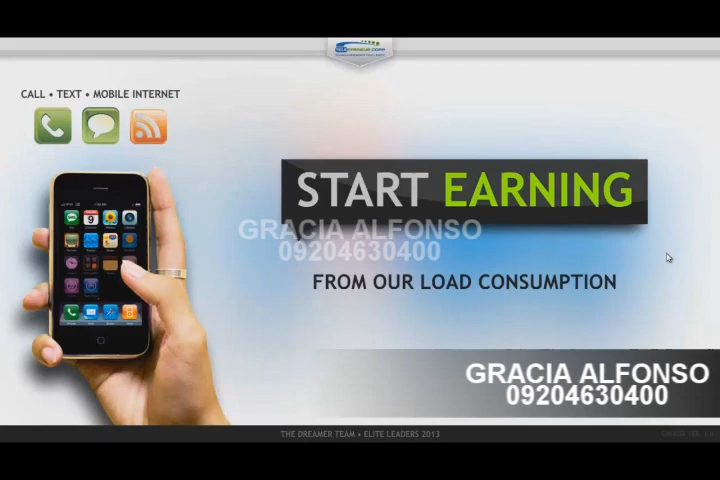 CALL • TEXT • MOBILE INTERNET
START EARNING
GRACIA ALFONSO
09204630400
FROM OUR LOAD CONSUMPTION
GRACIA ALFONSO
09204630400
THE DREAMER TEAM • ELITE LEADERS 2013